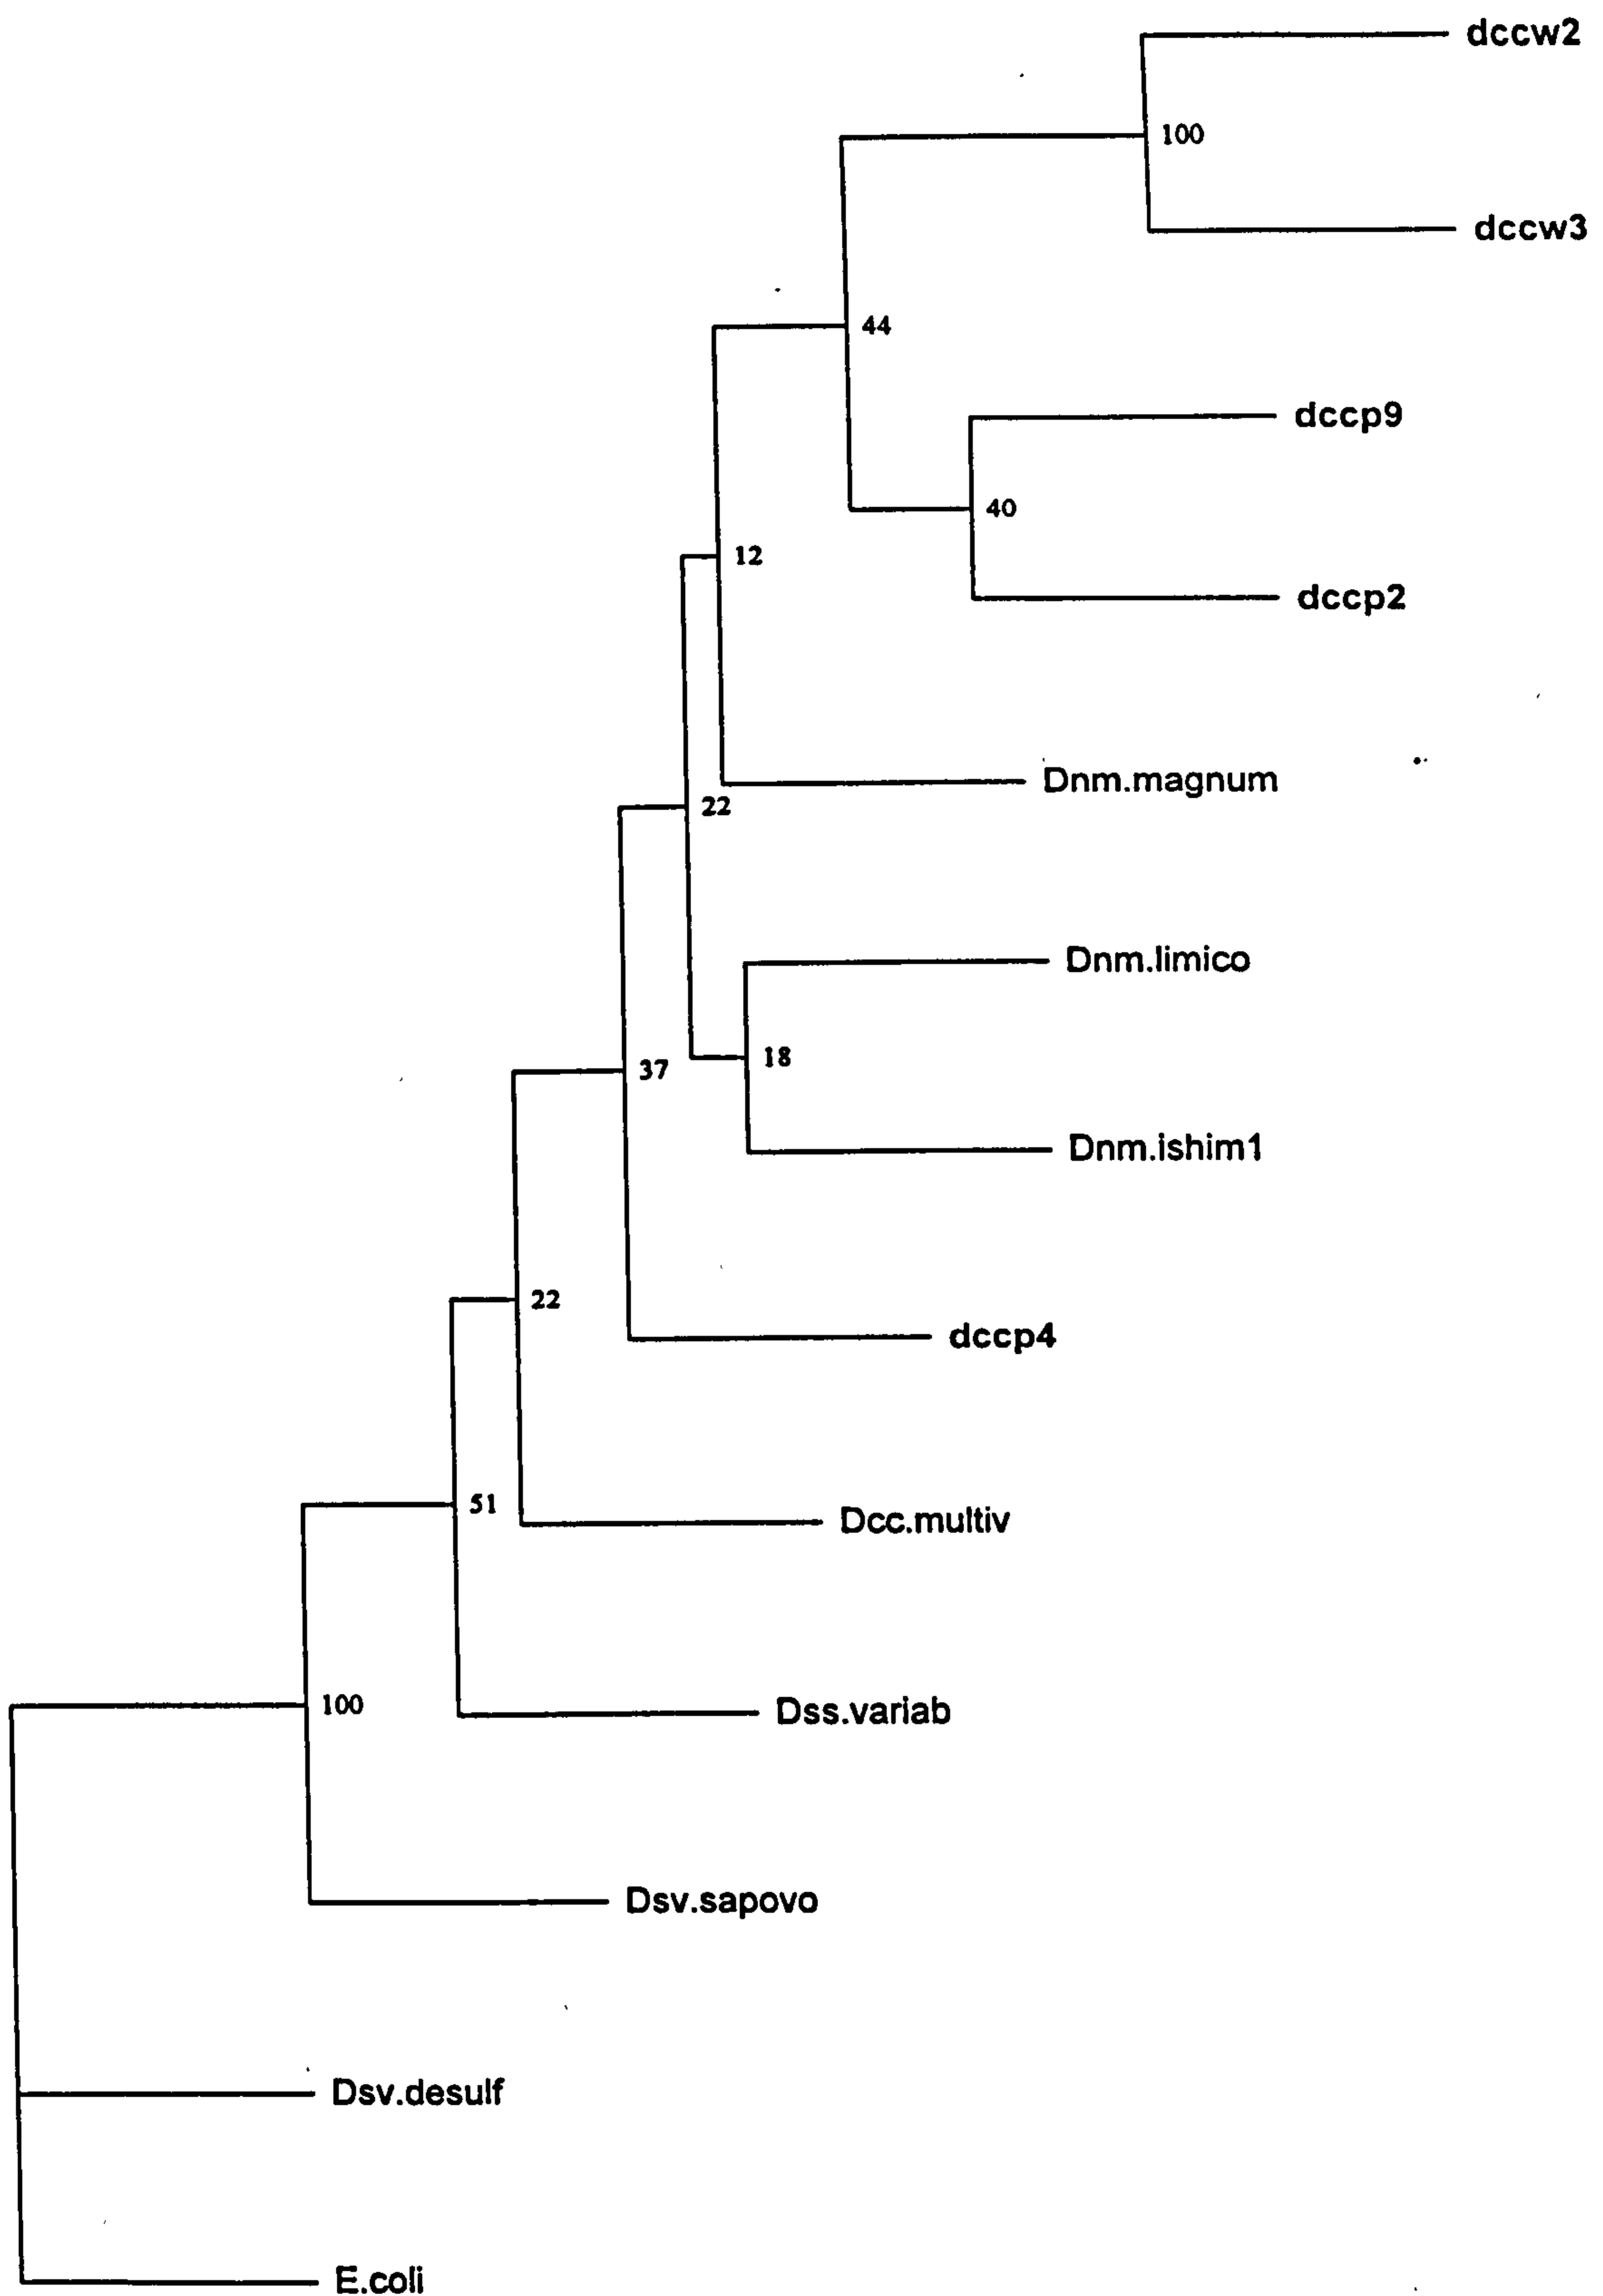 dccw2
100
dccw3
44
dccp9
40
dccp2
12
Dnm.magnum
22
Dnm.limico
18
37
Dnm.ishim1
22
dccp4
51
Dcc.multiv
100
Dss.variab
Dsv.sapovo
Dsv.desulf
E.coli